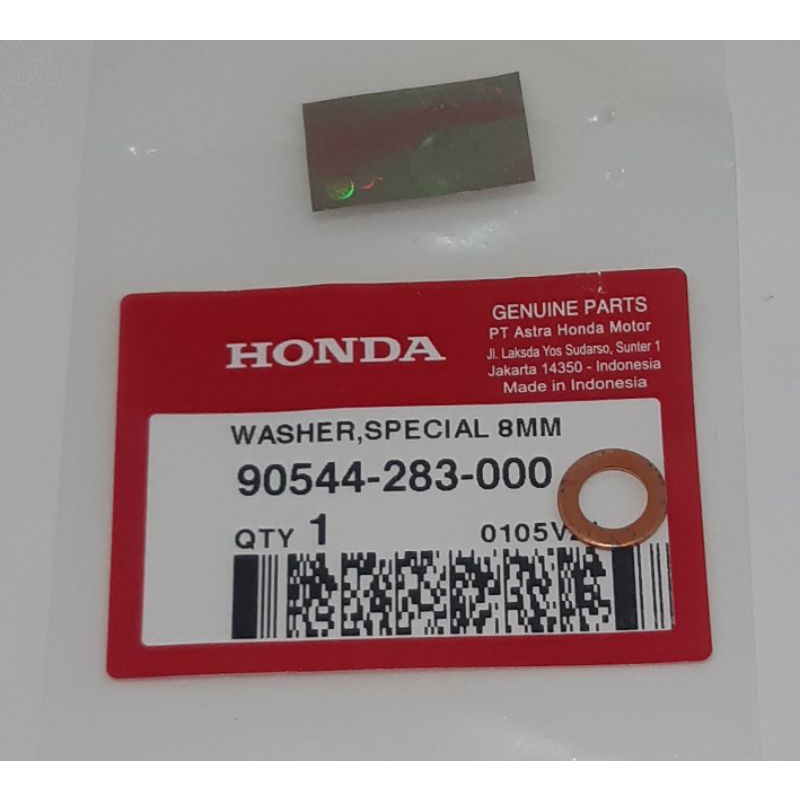 GENUINE PARTS
PT Astra Honda Motor
Jl. Laksda Yos Sudarso, Sunter 1
Jakarta 14350 - Indonesia
Made in Indonesia
HONDA
WASHER,SPECIAL 8MM
90544-283-000
QTY 1